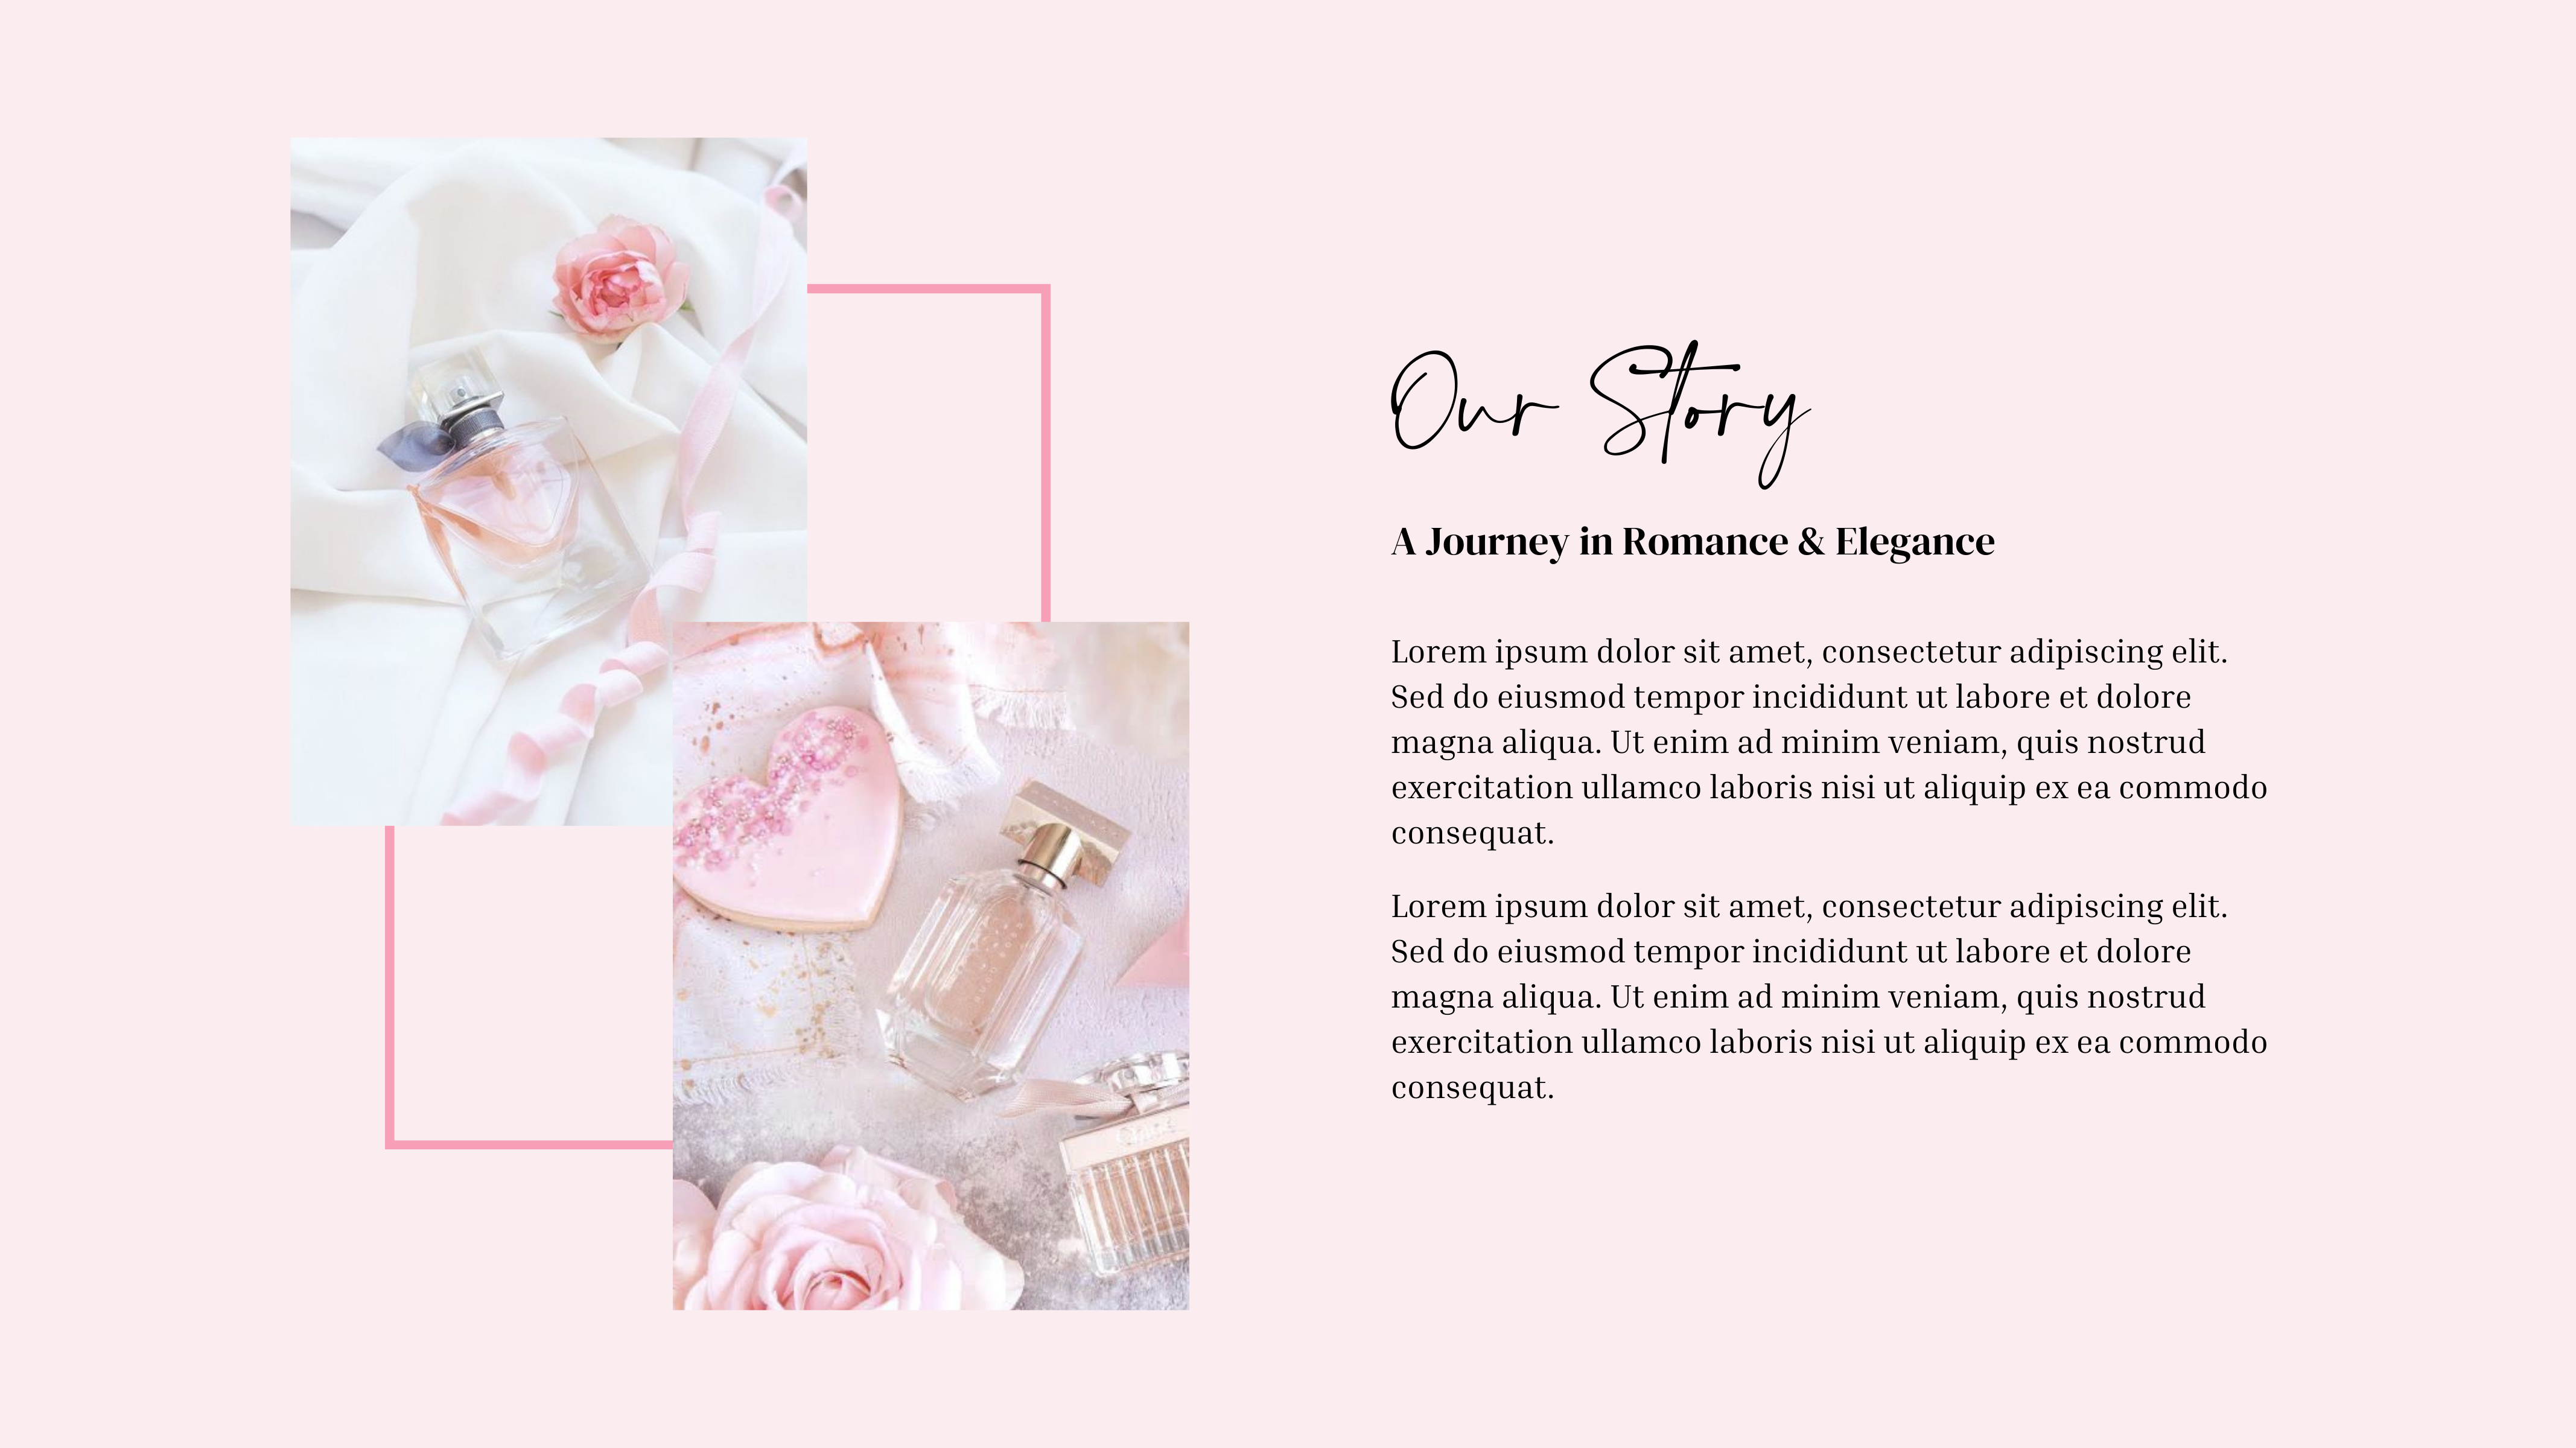 Our Story
A Journey in Romance & Elegance
Lorem ipsum dolor sit amet, consectetur adipiscing elit.
Sed do eiusmod tempor incididunt ut labore et dolore
magna aliqua. Ut enim ad minim veniam, quis nostrud
exercitation ullamco laboris nisi ut aliquip ex ea commodo
consequat.
Lorem ipsum dolor sit amet, consectetur adipiscing elit.
Sed do eiusmod tempor incididunt ut labore et dolore
magna aliqua. Ut enim ad minim veniam, quis nostrud
exercitation ullamco laboris nisi ut aliquip ex ea commodo
consequat.